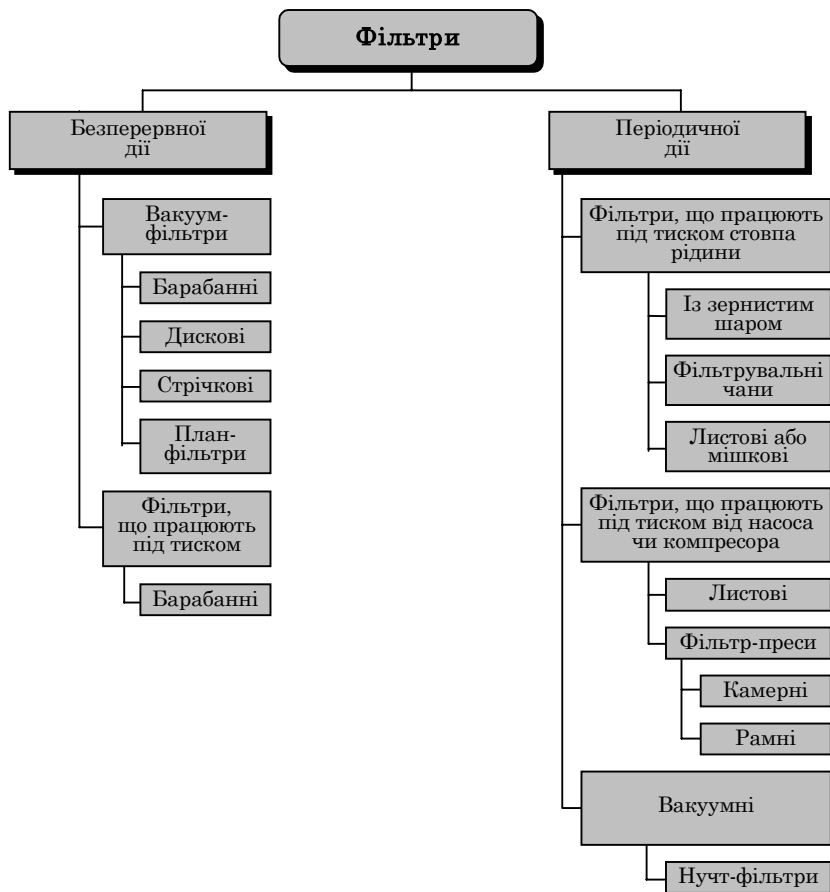 Фільтри
Безперервної
дії
Вакуум-
фільтри
Барабанні
Дискові
Стрічкові
План-
фільтри
Фільтри,
що працюють
під тиском
Барабанні
Періодичної
дії
Фільтри, що працюють
під тиском стовпа
рідини
Із зернистим
шаром
Фільтрувальні
чани
Листові або
мішкові
Фільтри, що працюють
під тиском від насоса
чи компресора
Листові
Фільтр-преси
Камерні
Рамні
Вакуумні
Нучт-фільтри